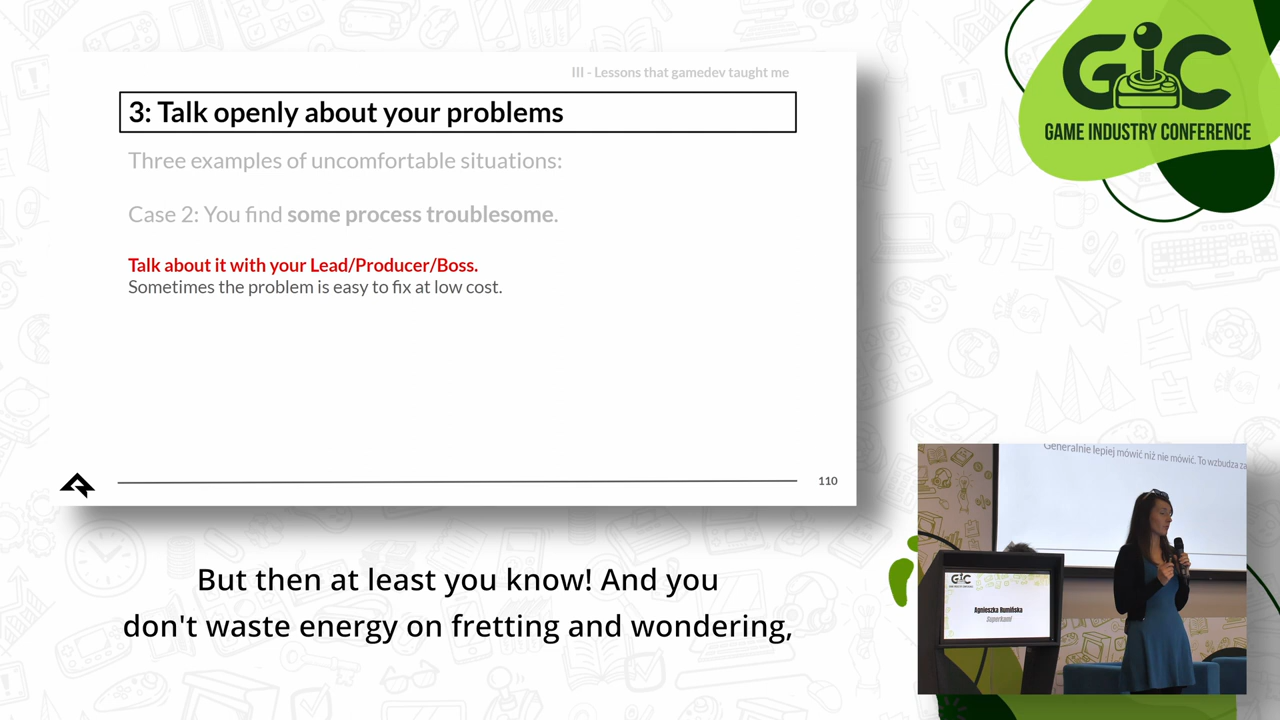 III - Lessons that gamedev taught me
3: Talk openly about your problems
Three examples of uncomfortable situations:
Case 2: You find some process troublesome.
Talk about it with your Lead/Producer/Boss.
Sometimes the problem is easy to fix at low cost.
110
GIC
GAME INDUSTRY CONFERENCE
Generalnie lepiej mówić niż nie mówić. To wzbudza
GIC
Agnieszka Rumińska
Superkami
But then at least you know! And you
don't waste energy on fretting and wondering,